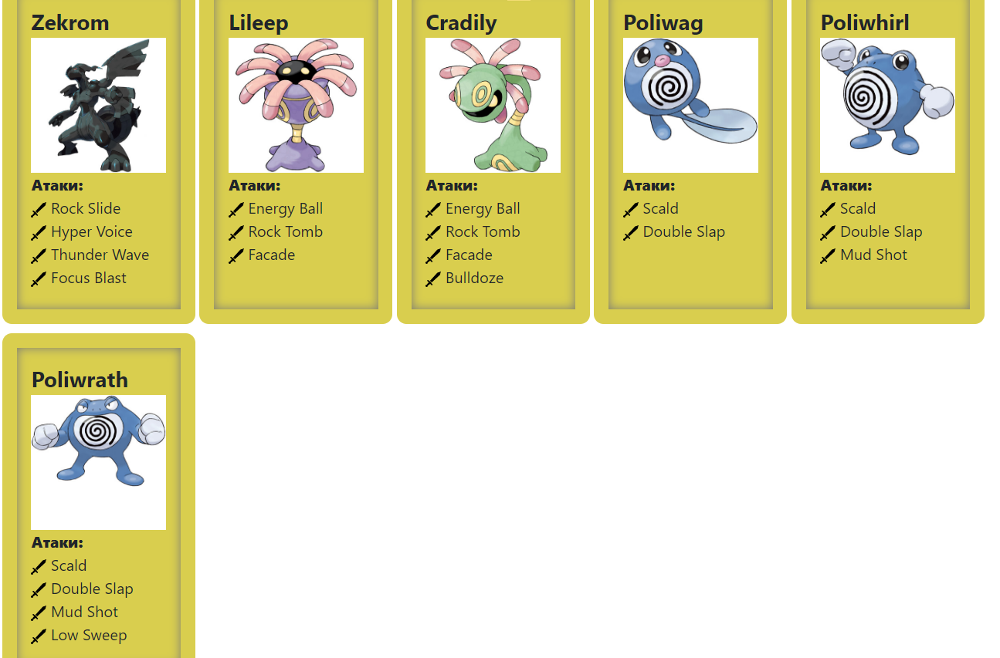 Zekrom
Атаки:
Rock Slide
Hyper Voice
Thunder Wave
Focus Blast
Lileep
Атаки:
Energy Ball
Rock Tomb
Facade
Cradily
Атаки:
Energy Ball
Rock Tomb
Facade
Bulldoze
Poliwag
Атаки:
Scald
Double Slap
Poliwhirl
Атаки:
Scald
Double Slap
Mud Shot
Poliwrath
Атаки:
Scald
Double Slap
Mud Shot
Low Sweep